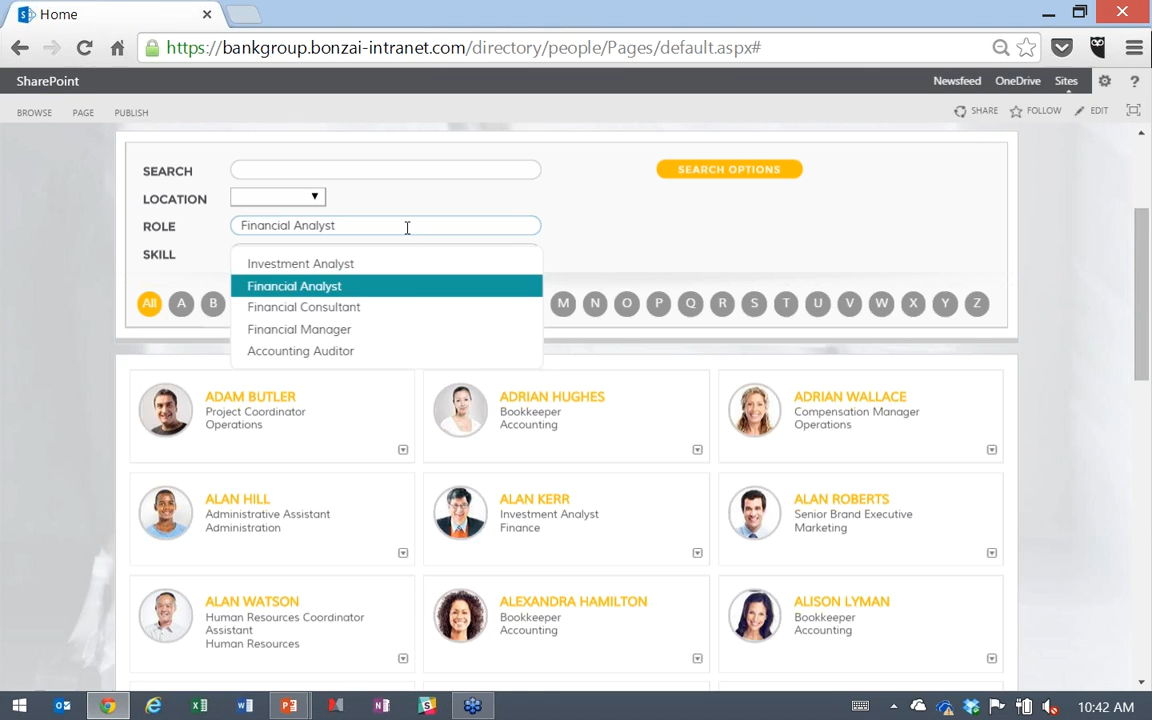 Home
https://bankgroup.bonzai-intranet.com/directory/people/Pages/default.aspx#
SharePoint
Newsfeed OneDrive Sites ?
BROWSE PAGE PUBLISH
SHARE FOLLOW EDIT
SEARCH
SEARCH OPTIONS
LOCATION
ROLE Financial Analyst
SKILL
Investment Analyst
Financial Analyst
Financial Consultant
Financial Manager
Accounting Auditor
All A B M N O P Q R S T U V W X Y Z
ADAM BUTLER
Project Coordinator
Operations
ADRIAN HUGHES
Bookkeeper
Accounting
ADRIAN WALLACE
Compensation Manager
Operations
ALAN HILL
Administrative Assistant
Administration
ALAN KERR
Investment Analyst
Finance
ALAN ROBERTS
Senior Brand Executive
Marketing
ALAN WATSON
Human Resources Coordinator
Assistant
Human Resources
ALEXANDRA HAMILTON
Bookkeeper
Accounting
ALISON LYMAN
Bookkeeper
Accounting
10:42 AM